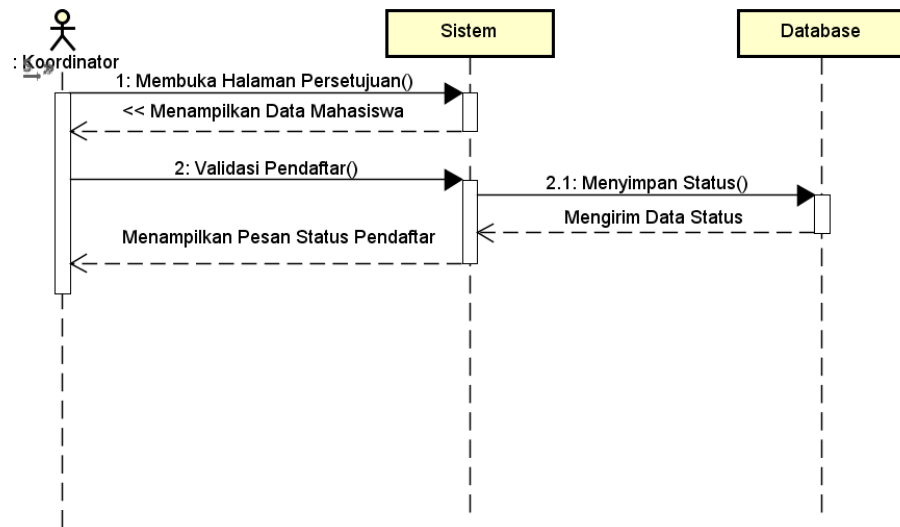 Sistem
Database
: Koordinator
1: Membuka Halaman Persetujuan()
<< Menampilkan Data Mahasiswa
2: Validasi Pendaftar()
2.1: Menyimpan Status()
Mengirim Data Status
Menampilkan Pesan Status Pendaftar